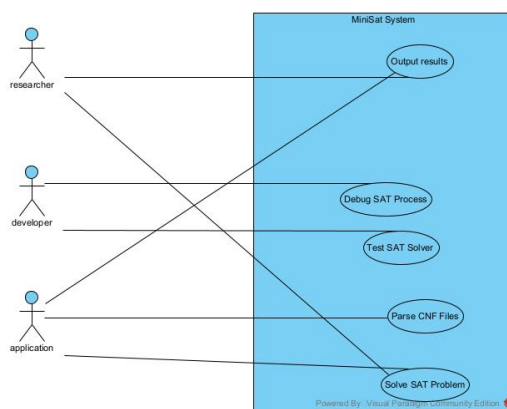 MiniSat System
researcher
Output results
developer
Debug SAT Process
Test SAT Solver
application
Parse CNF Files
Solve SAT Problem
Powered By: Visual Paradigm Community Edition